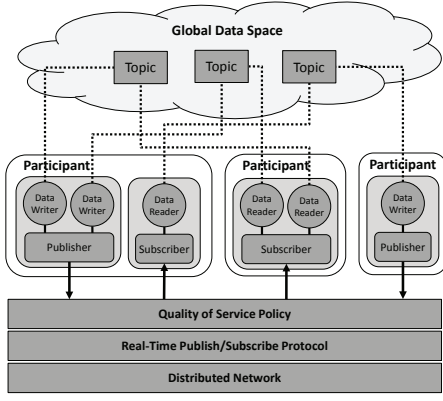 Global Data Space
Topic
Topic
Topic
Participant
Participant
Participant
Data
Writer
Data
Writer
Data
Reader
Data
Reader
Data
Reader
Data
Writer
Publisher
Subscriber
Subscriber
Publisher
Quality of Service Policy
Real-Time Publish/Subscribe Protocol
Distributed Network